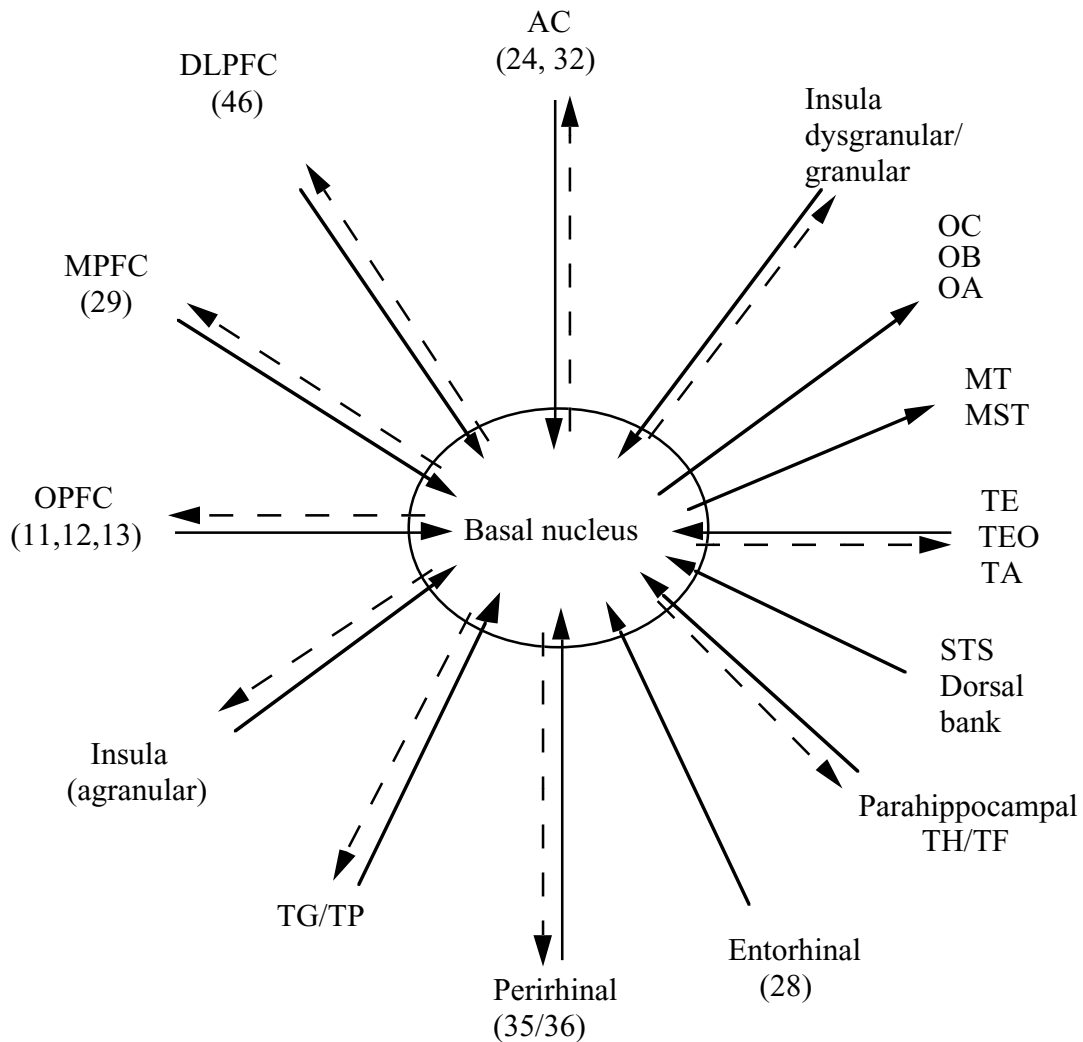 AC
(24, 32)
DLPFC
(46)
Insula
dysgranular/
granular
OC
OB
OA
MPFC
(29)
MT
MST
OPFC
(11,12,13)
Basal nucleus
TE
TEO
TA
STS
Dorsal
bank
Insula
(agranular)
Parahippocampal
TH/TF
TG/TP
Entorhinal
(28)
Perirhinal
(35/36)